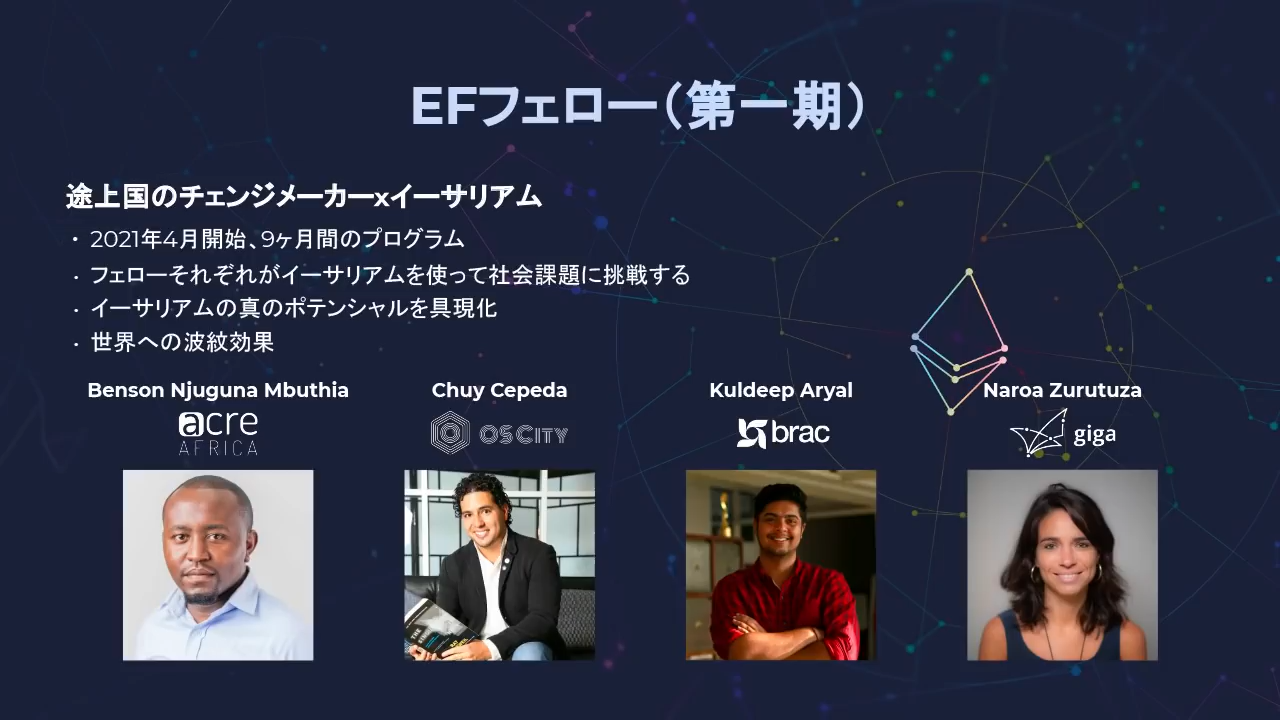 EFフェロー（第一期）
途上国のチェンジメーカーxイーサリアム
・ 2021年4月開始、9ヶ月間のプログラム
・ フェローそれぞれがイーサリアムを使って社会課題に挑戦する
・ イーサリアムの真のポテンシャルを具現化
・ 世界への波紋効果
Benson Njuguna Mbuthia
Chuy Cepeda
Kuldeep Aryal
Naroa Zurutuza
acre
AFRICA
OS CITY
brac
giga